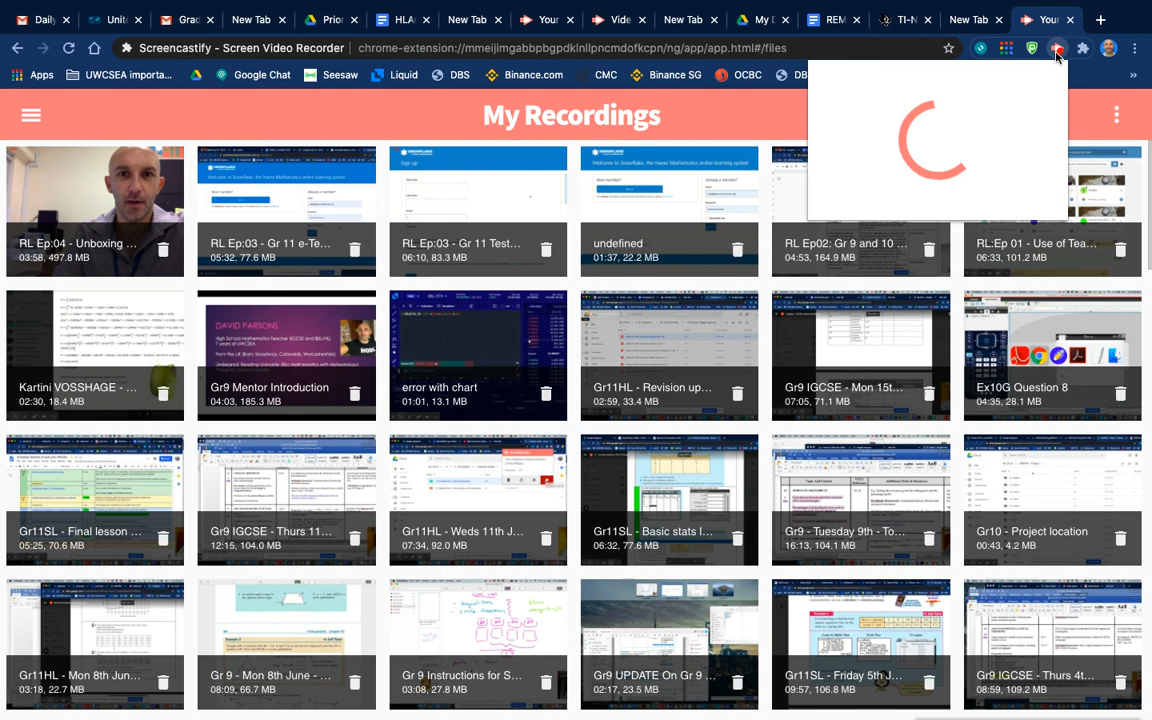 Daily Unite Grad New Tab Prior HLA New Tab Your Vide New Tab My D REM TI-N New Tab Your
Screencastify - Screen Video Recorder chrome-extension://mmeijimgabbpbgpdklnllpncmdofkcpn/ng/app/app.html#/files
Apps UWCSEA importa... Google Chat Seesaw Liquid DBS Binance.com CMC Binance SG OCBC DB »
My Recordings
RL Ep:04 - Unboxing ...
03:58, 497.8 MB
RL Ep:03 - Gr 11 e-Te...
05:32, 77.6 MB
RL Ep:03 - Gr 11 Test...
06:10, 83.3 MB
undefined
01:37, 22.2 MB
RL Ep02: Gr 9 and 10 ...
04:53, 164.9 MB
RL:Ep 01 - Use of Tea...
06:33, 101.2 MB
Kartini VOSSHAGE - ...
02:30, 18.4 MB
DAVID PARSONS
Gr9 Mentor Introduction
04:03, 185.3 MB
error with chart
01:01, 13.1 MB
Gr11HL - Revision up...
02:59, 33.4 MB
Gr9 IGCSE - Mon 15t...
07:05, 71.1 MB
Ex10G Question 8
04:35, 28.1 MB
Gr11SL - Final lesson ...
05:25, 70.6 MB
Gr9 IGCSE - Thurs 11...
12:15, 104.0 MB
Gr11HL - Weds 11th J...
07:34, 92.0 MB
Gr11SL - Basic stats l...
06:32, 77.6 MB
Gr9 - Tuesday 9th - To...
16:13, 104.1 MB
Gr10 - Project location
00:43, 4.2 MB
Gr11HL - Mon 8th Jun...
03:18, 22.7 MB
Gr 9 - Mon 8th June - ...
08:09, 66.7 MB
Gr 9 Instructions for S...
03:08, 27.8 MB
Gr9 UPDATE On Gr 9 ...
02:17, 23.5 MB
Gr11SL - Friday 5th J...
09:57, 106.8 MB
Gr9 IGCSE - Thurs 4t...
08:59, 109.2 MB